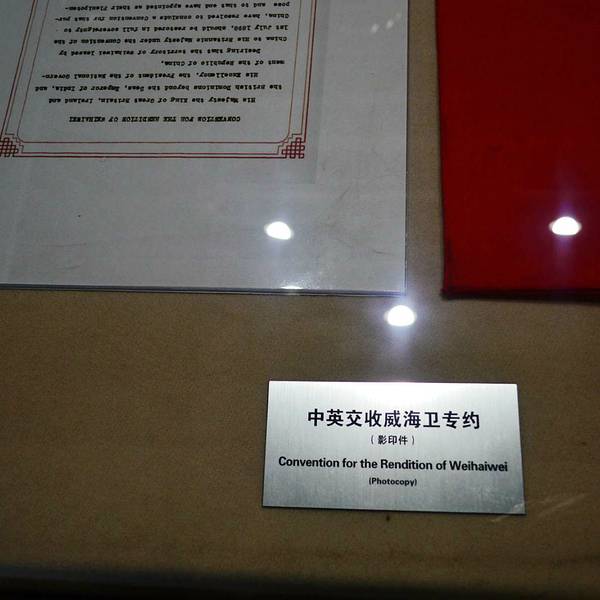 CONVENTION FOR THE RENDITION OF WEIHAIWEI
His Majesty the King of Great Britain, Ireland and
the British Dominions beyond the Seas, Emperor of India, and
His Excellency, the President of the National Govern-
ment of the Republic of China,
Desiring that the territory of Weihaiwei leased by
China to His Britannic Majesty under the Convention of the
1st July 1898, should be restored in full sovereignty to
China, have resolved to conclude a Convention for that pur-
pose and to that end have appointed as their Plenipoten-
中英交收威海卫专约
（影印件）
Convention for the Rendition of Weihaiwei
(Photocopy)